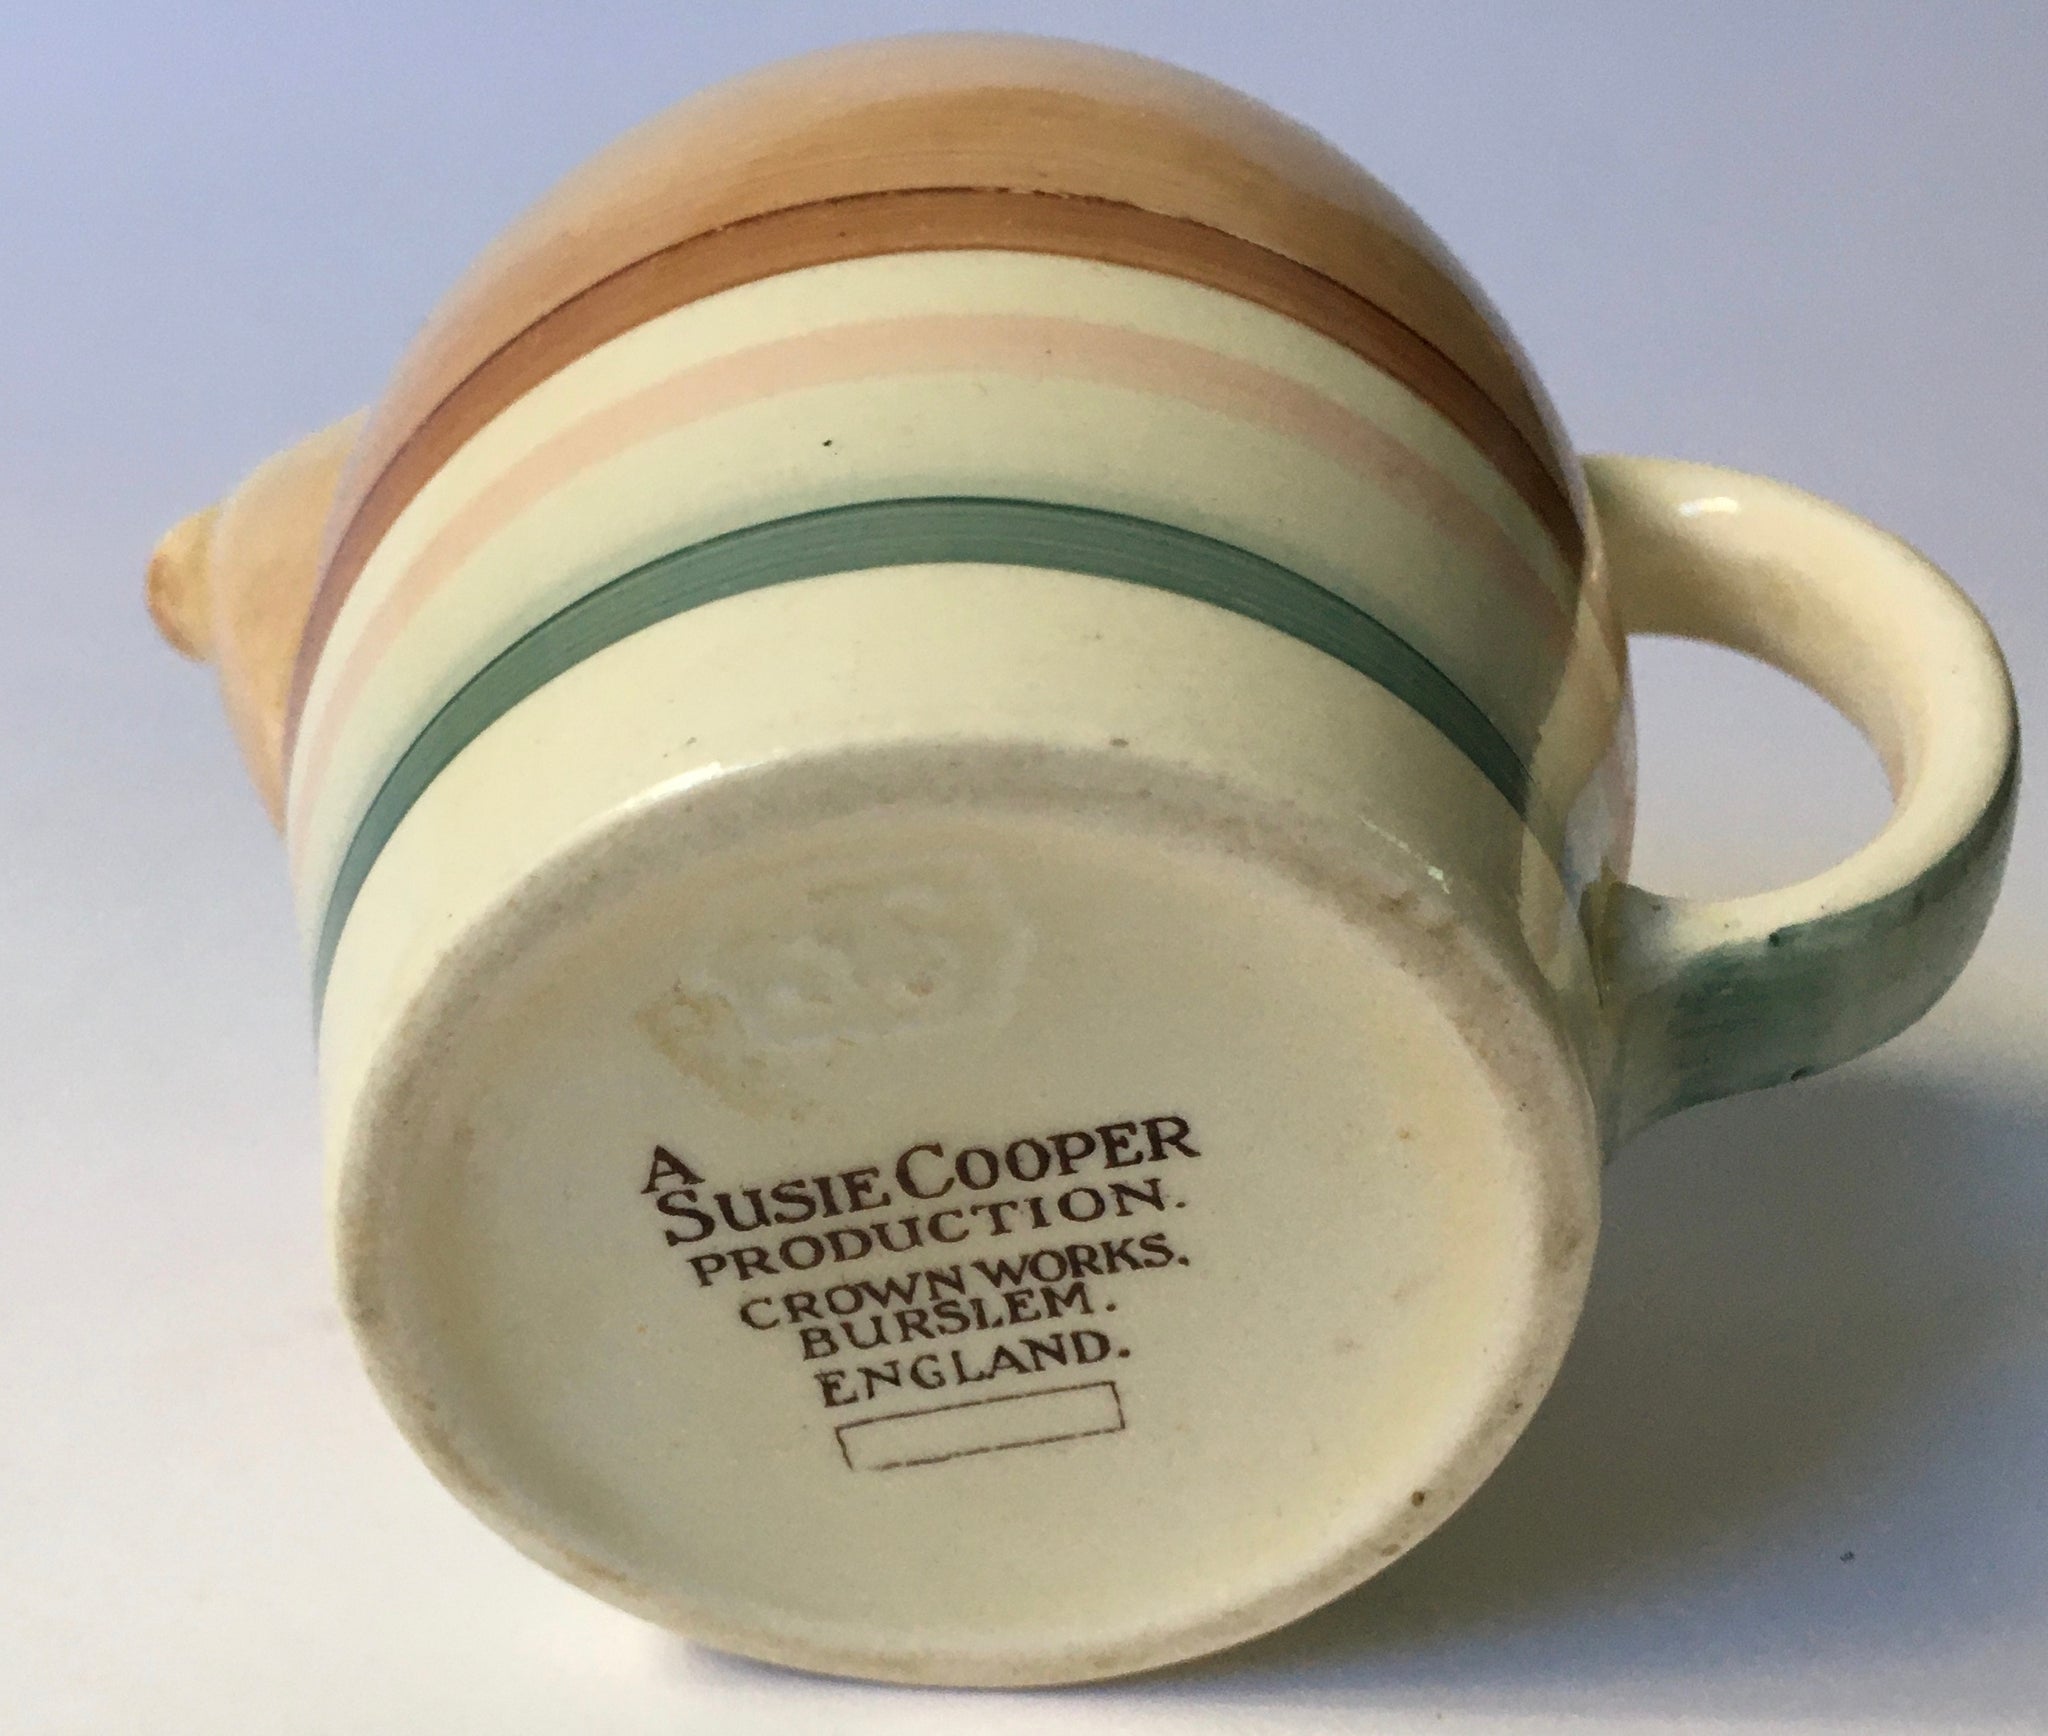 A
SUSIE COOPER
PRODUCTION.
CROWN WORKS.
BURSLEM.
ENGLAND.